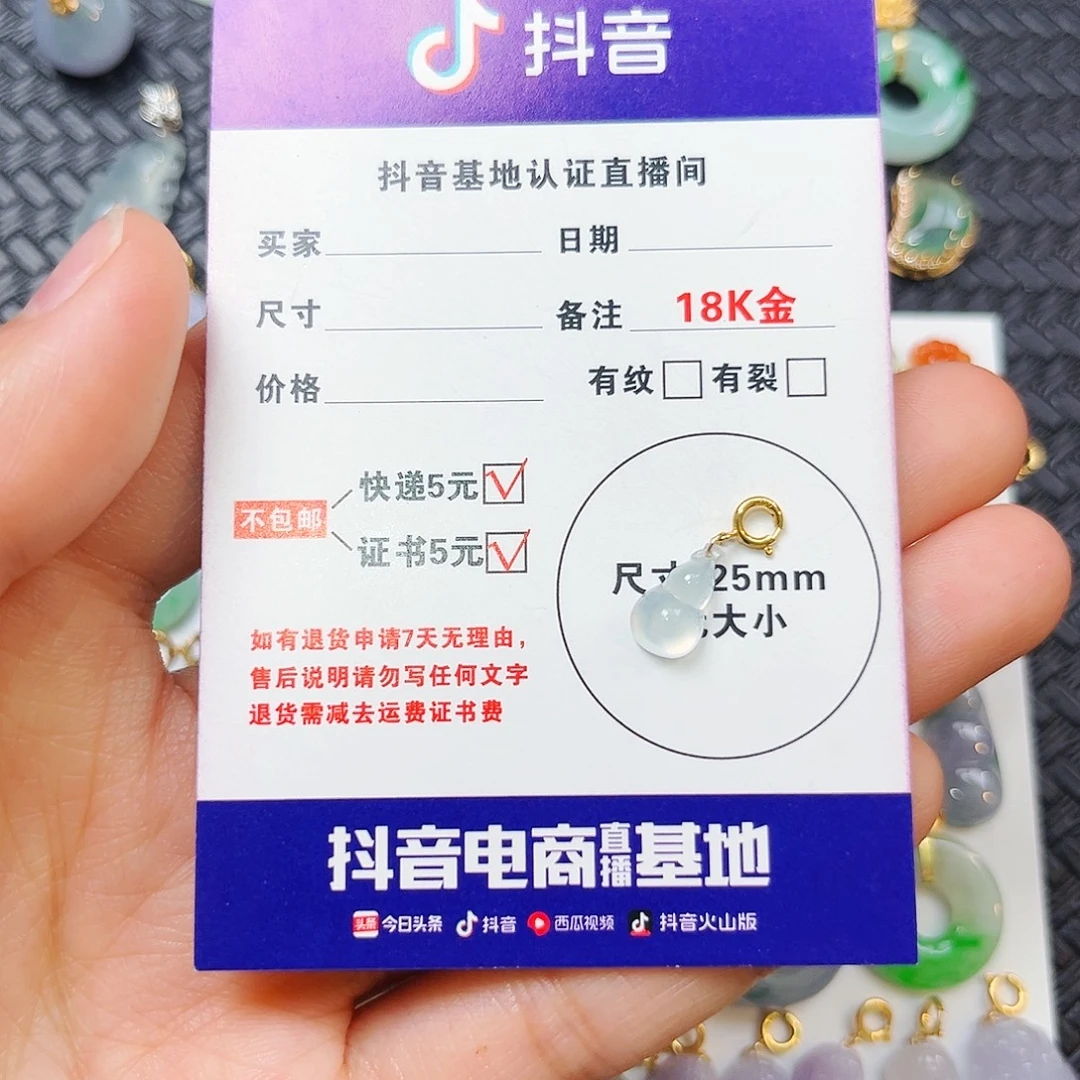 抖音
抖音基地认证直播间
买家 日期
尺寸 备注 18K金
价格 有纹 有裂
快递5元
不包邮
证书5元
尺寸 25mm
大小
如有退货申请7天无理由,
售后说明请勿写任何文字
退货需减去运费证书费
抖音电商直播基地
头条 今日头条 抖音 西瓜视频 抖音火山版